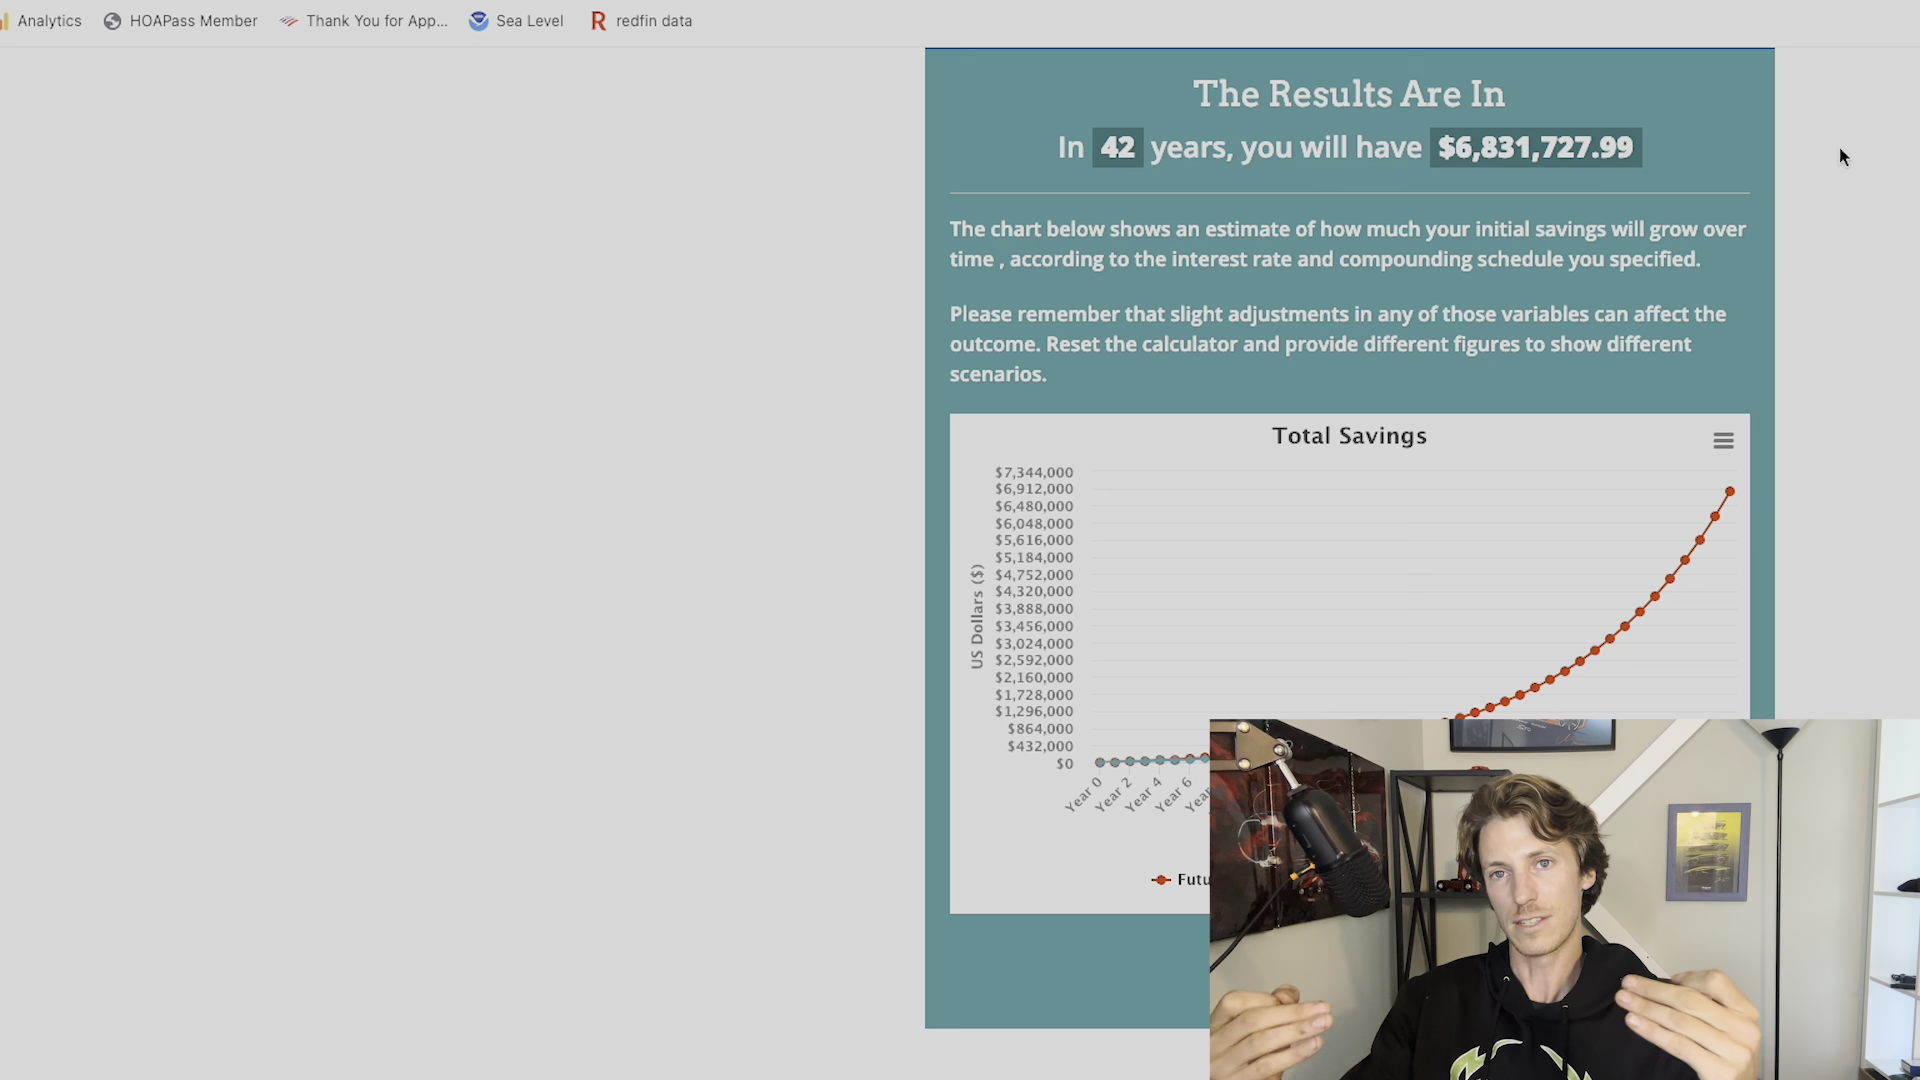 Analytics
HOAPass Member
Thank You for App...
Sea Level
redfin data
The Results Are In
In 42 years, you will have $6,831,727.99
The chart below shows an estimate of how much your initial savings will grow over
time , according to the interest rate and compounding schedule you specified.
Please remember that slight adjustments in any of those variables can affect the
outcome. Reset the calculator and provide different figures to show different
scenarios.
Total Savings
US Dollars ($)
$7,344,000
$6,912,000
$6,480,000
$6,048,000
$5,616,000
$5,184,000
$4,752,000
$4,320,000
$3,888,000
$3,456,000
$3,024,000
$2,592,000
$2,160,000
$1,728,000
$1,296,000
$864,000
$432,000
$0
Year 0
Year 2
Year 4
Year 6